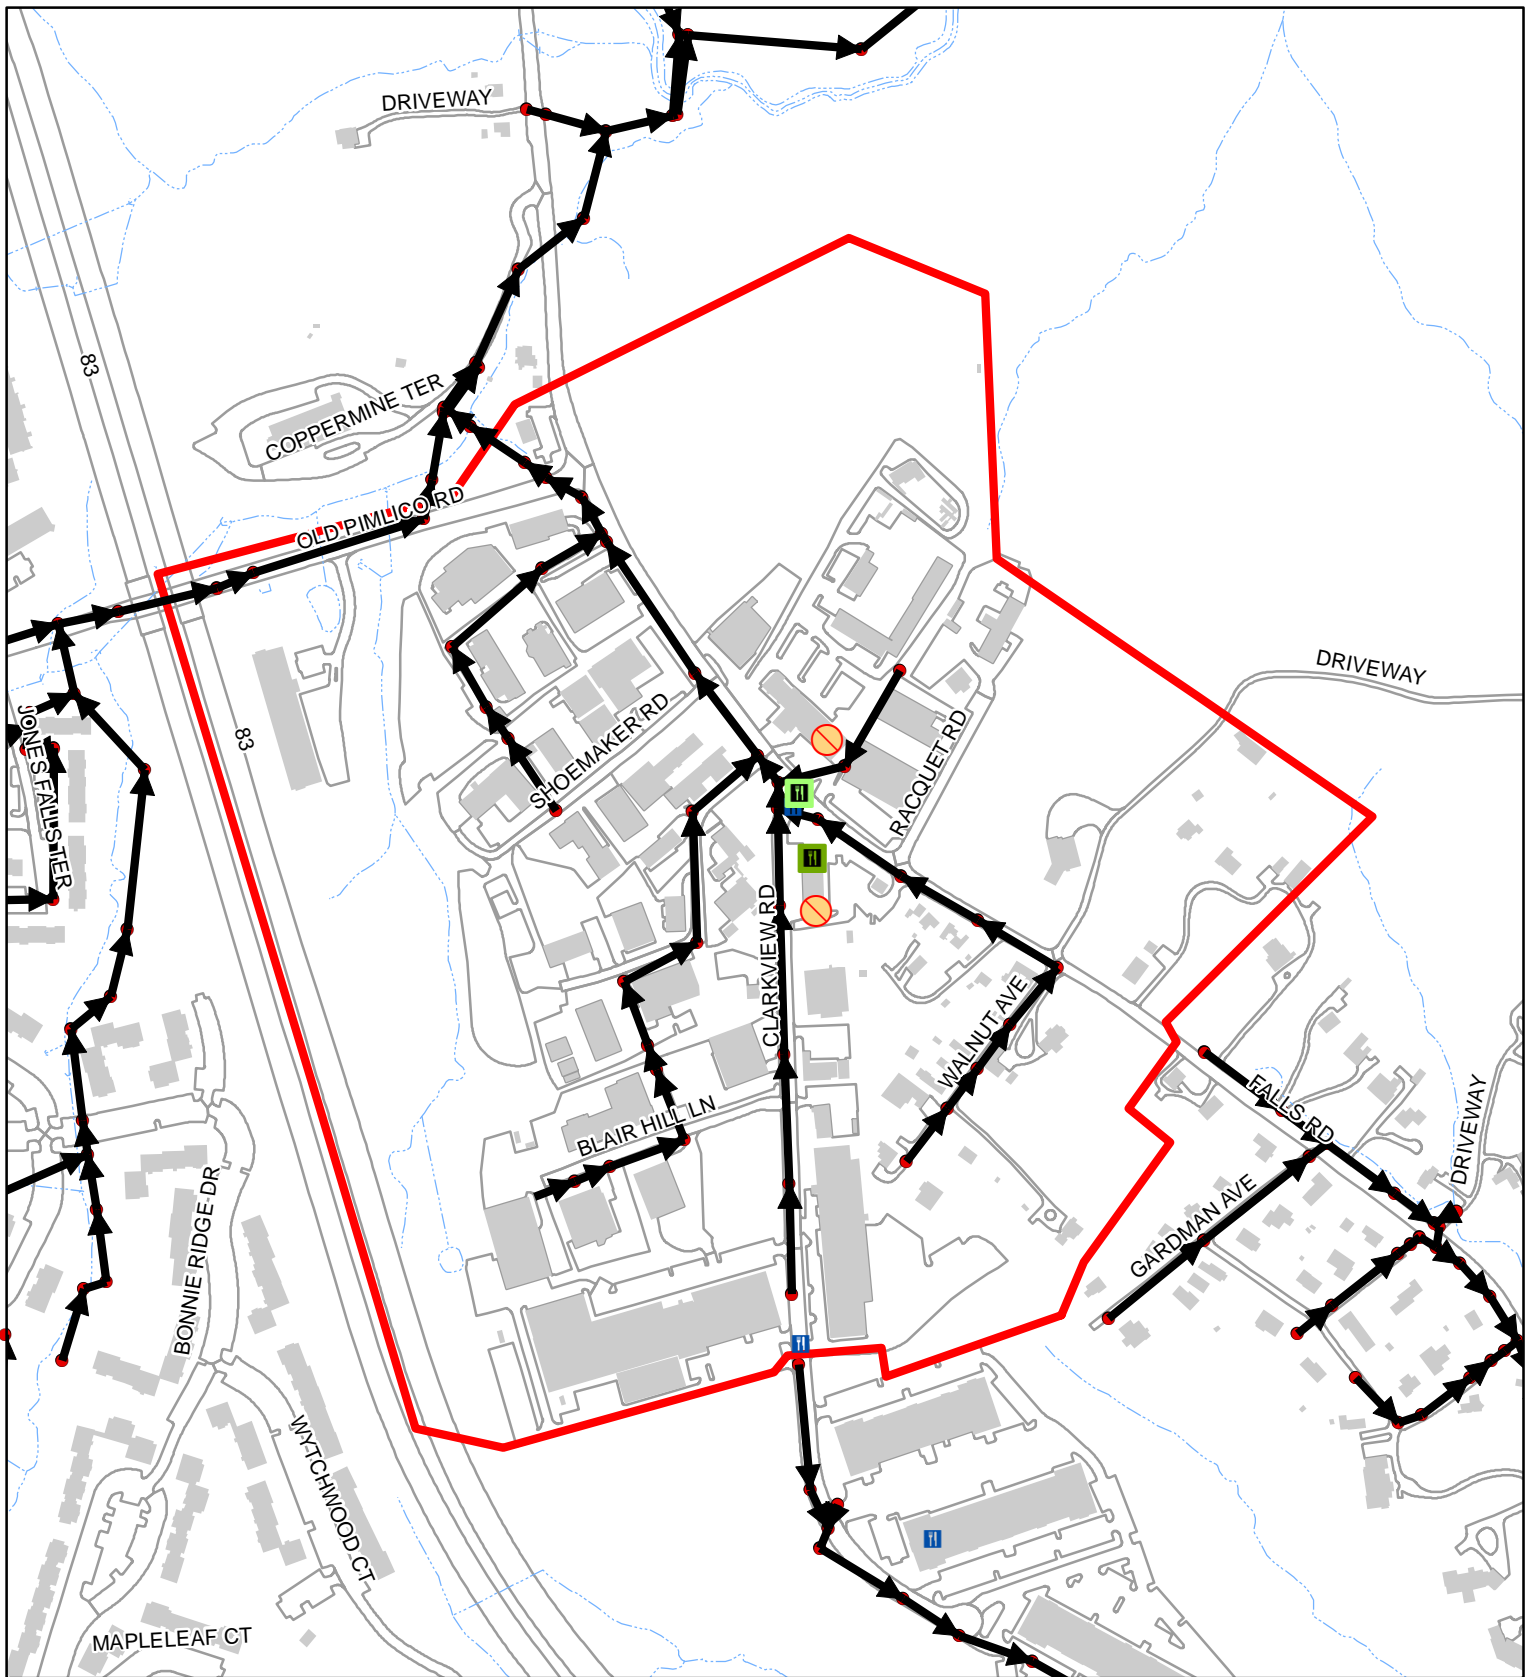 DRIVEWAY
83
COPPERMINE TER
OLD PIMLICO RD
DRIVEWAY
83
JONES FALLS TER
SHOEMAKER RD
RACQUET RD
CLARKVIEW RD
WALNUT AVE
BLAIR HILL LN
FALLS RD
DRIVEWAY
GARDMAN AVE
BONNIE RIDGE DR
WYTCHWOOD CT
MAPLELEAF CT